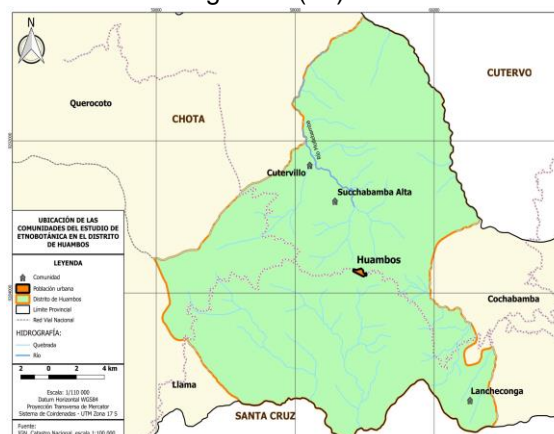 N
CUTERVO
Querocoto
CHOTA
Cutervillo
Succhabamba Alta
Huambos
Cochabamba
Llama
Lancheconga
SANTA CRUZ
UBICACIÓN DE LAS
COMUNIDADES DEL ESTUDIO DE
ETNOBOTÁNICA EN EL DISTRITO
DE HUAMBOS
LEYENDA
Comunidad
Población urbana
Distrito de Huambos
Limite Provincial
Red Vial Nacional
HIDROGRAFÍA:
Quebrada
Río
2 0 2 4 km
Escala: 1/110 000
Datum Horizontal WGS84
Proyección Transversa de Mercator
Sistema de Cordenadas - UTM Zona 17 S
Fuente: